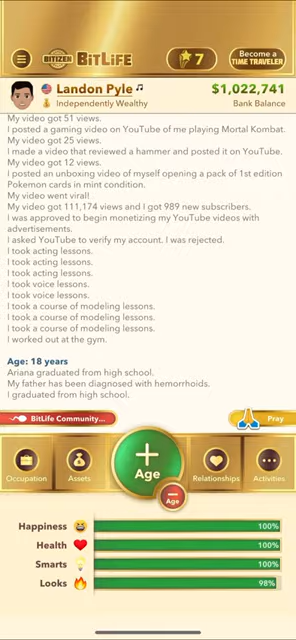 BITIZEN BITLIFE
7
Become a
TIME TRAVELER
Landon Pyle
$1,022,741
Independently Wealthy
Bank Balance
My video got 51 views.
I posted a gaming video on YouTube of me playing Mortal Kombat.
My video got 25 views.
I made a video that reviewed a hammer and posted it on YouTube.
My video got 12 views.
I posted an unboxing video of myself opening a pack of 1st edition
Pokemon cards in mint condition.
My video went viral!
My video got 111,174 views and I got 989 new subscribers.
I was approved to begin monetizing my YouTube videos with
advertisements.
I asked YouTube to verify my account. I was rejected.
I took acting lessons.
I took acting lessons.
I took acting lessons.
I took voice lessons.
I took voice lessons.
I took a course of modeling lessons.
I took a course of modeling lessons.
I took a course of modeling lessons.
I worked out at the gym.
Age: 18 years
Ariana graduated from high school.
My father has been diagnosed with hemorrhoids.
I graduated from high school.
BitLife Community...
Pray
Occupation
Assets
+
Age
−
Age
Relationships
Activities
Happiness 100%
Health 100%
Smarts 100%
Looks 98%